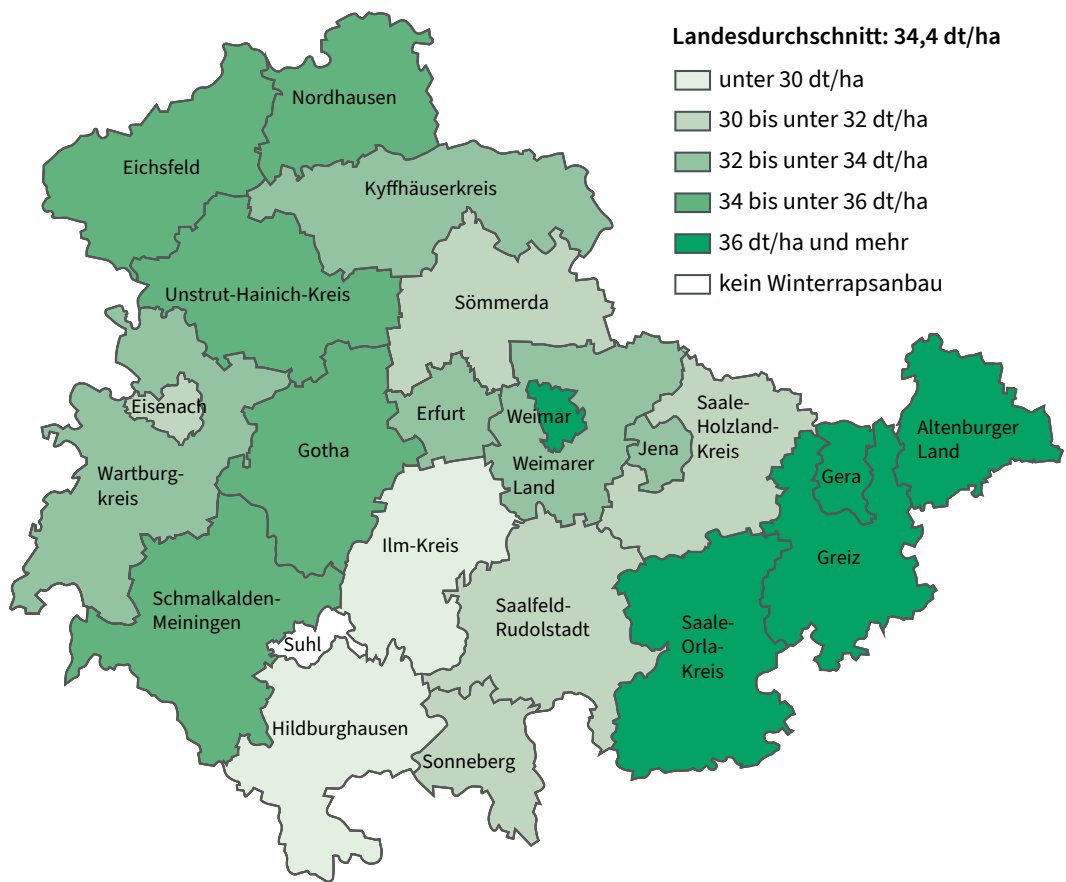 Landesdurchschnitt: 34,4 dt/ha
unter 30 dt/ha
30 bis unter 32 dt/ha
32 bis unter 34 dt/ha
34 bis unter 36 dt/ha
36 dt/ha und mehr
kein Winterrapsanbau
Nordhausen
Eichsfeld
Kyffhäuserkreis
Unstrut-Hainich-Kreis
Sömmerda
Eisenach
Wartburg-
kreis
Gotha
Erfurt
Weimar
Weimarer
Land
Jena
Saale-
Holzland-
Kreis
Gera
Altenburger
Land
Greiz
Ilm-Kreis
Schmalkalden-
Meiningen
Suhl
Saalfeld-
Rudolstadt
Saale-
Orla-
Kreis
Hildburghausen
Sonneberg